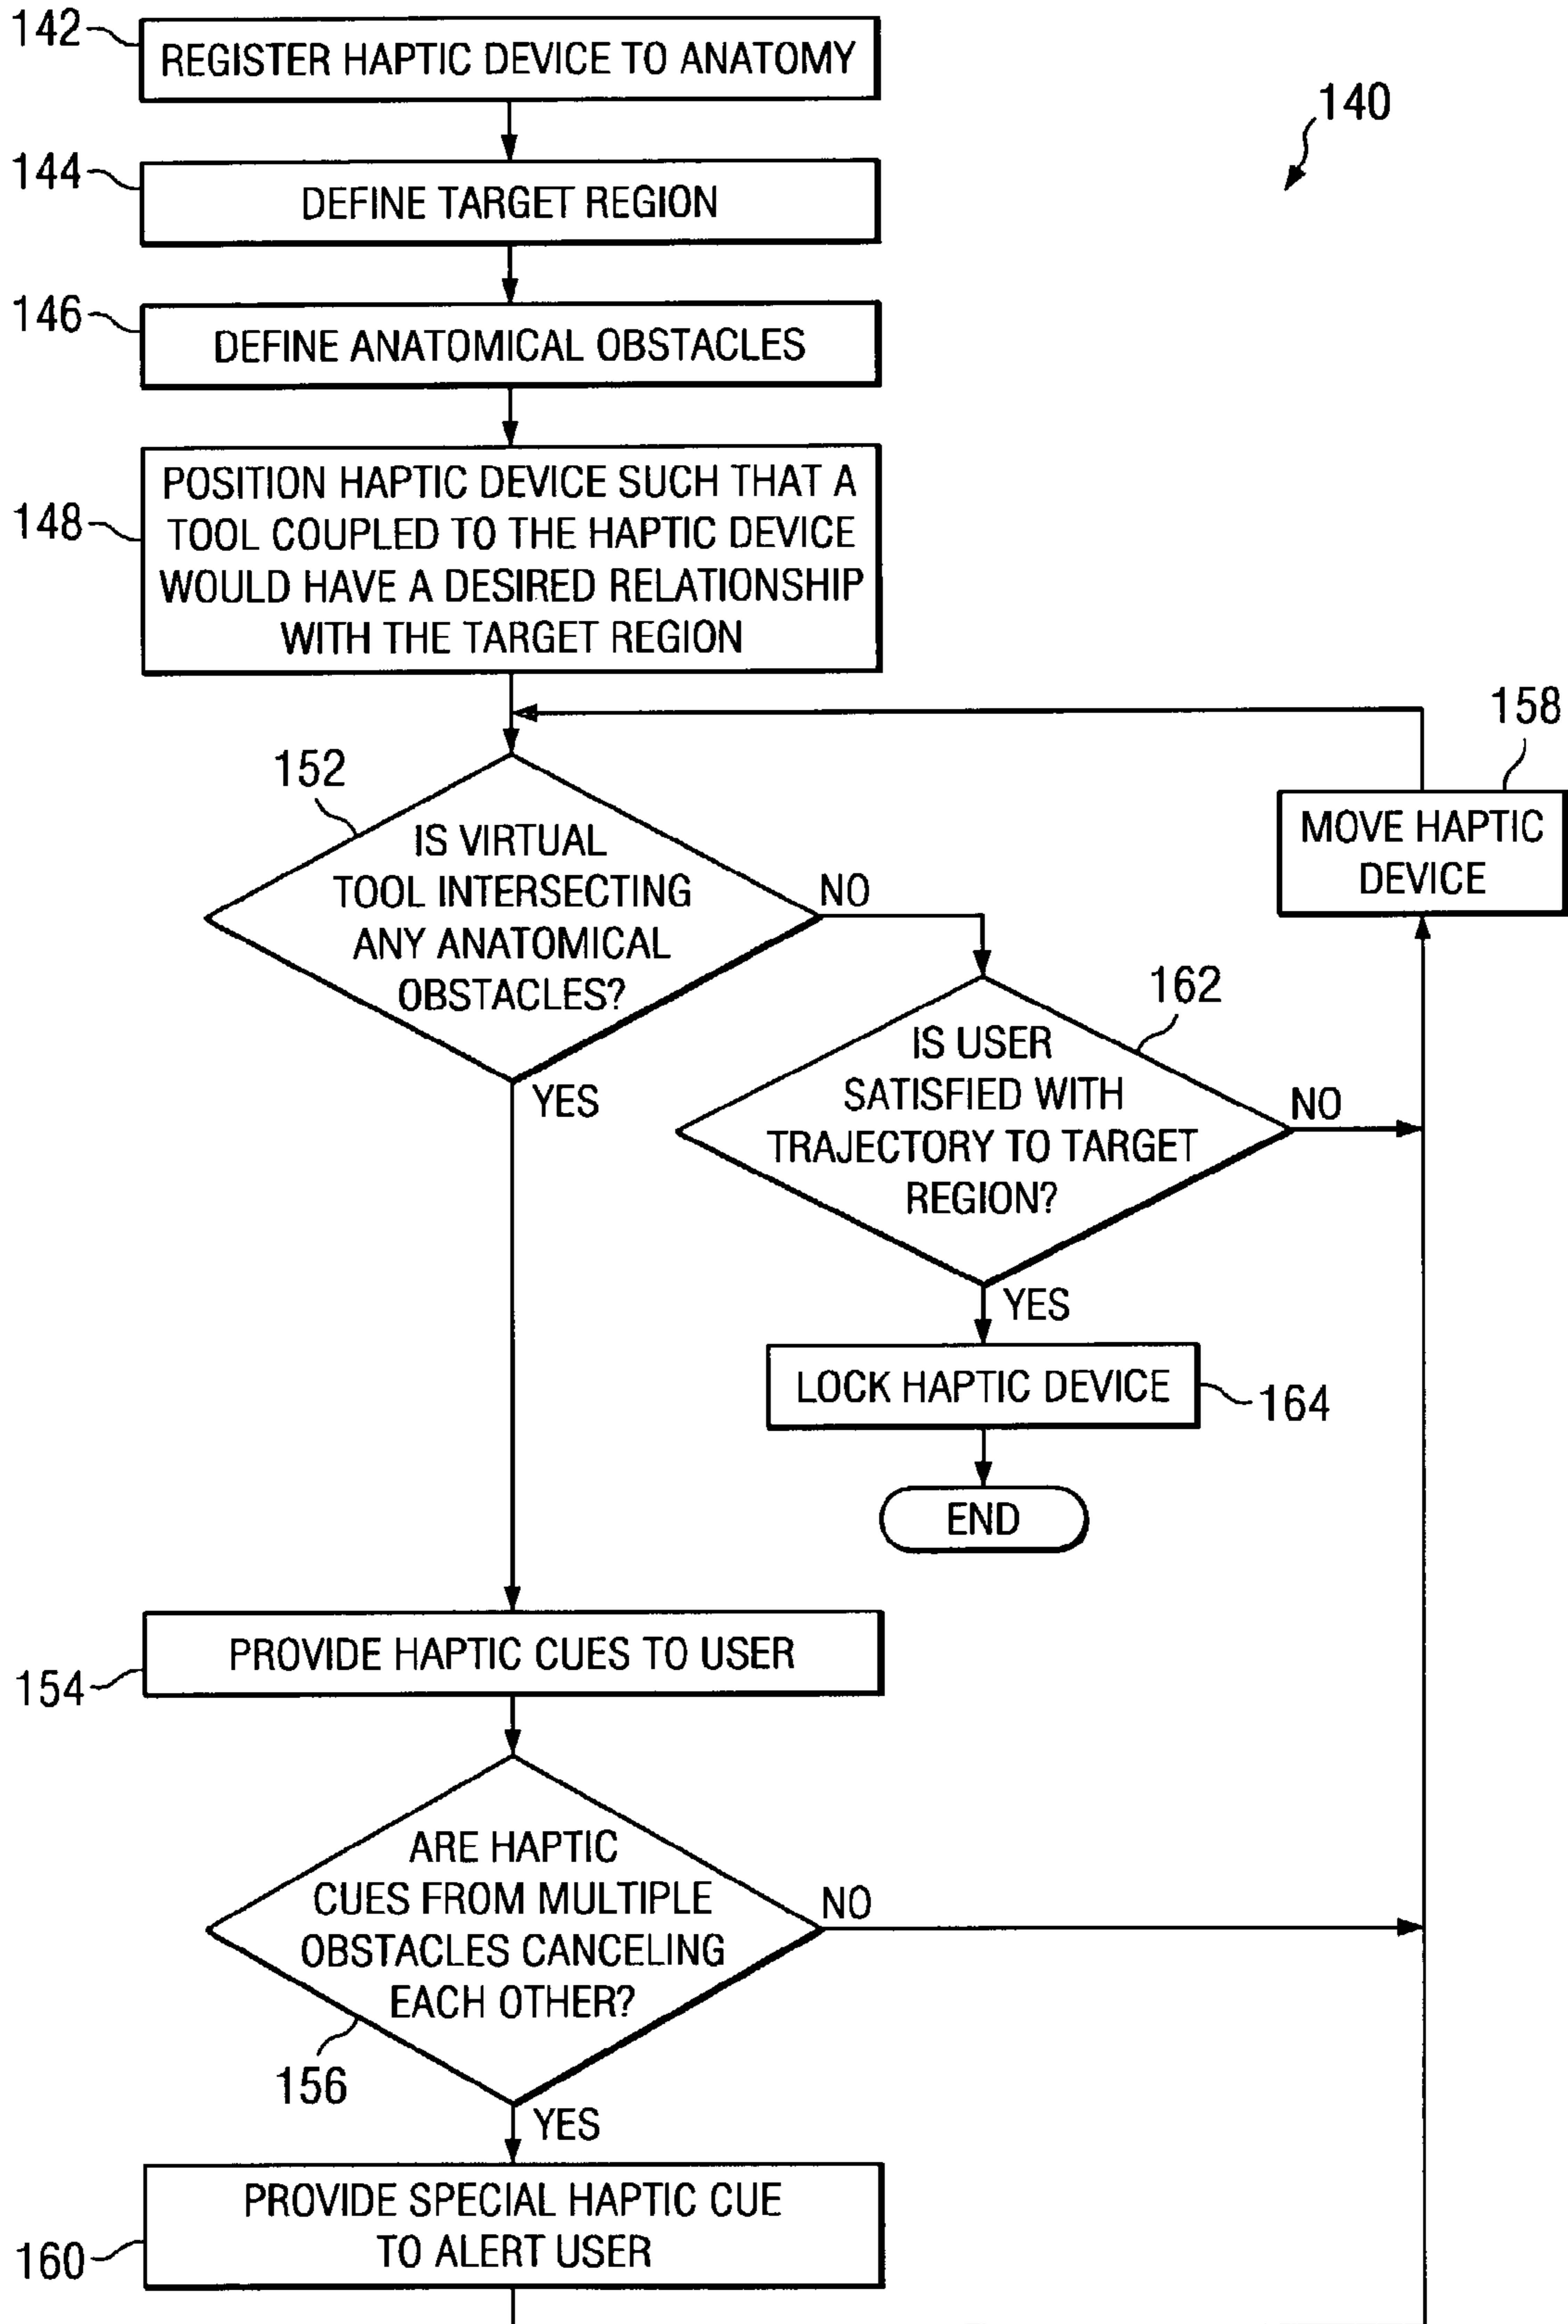 142
REGISTER HAPTIC DEVICE TO ANATOMY
140
144
DEFINE TARGET REGION
146
DEFINE ANATOMICAL OBSTACLES
148
POSITION HAPTIC DEVICE SUCH THAT A
TOOL COUPLED TO THE HAPTIC DEVICE
WOULD HAVE A DESIRED RELATIONSHIP
WITH THE TARGET REGION
158
MOVE HAPTIC
DEVICE
152
IS VIRTUAL
TOOL INTERSECTING
ANY ANATOMICAL
OBSTACLES?
NO
YES
162
IS USER
SATISFIED WITH
TRAJECTORY TO TARGET
REGION?
NO
YES
LOCK HAPTIC DEVICE
164
END
PROVIDE HAPTIC CUES TO USER
154
ARE HAPTIC
CUES FROM MULTIPLE
OBSTACLES CANCELING
EACH OTHER?
NO
156
YES
PROVIDE SPECIAL HAPTIC CUE
TO ALERT USER
160